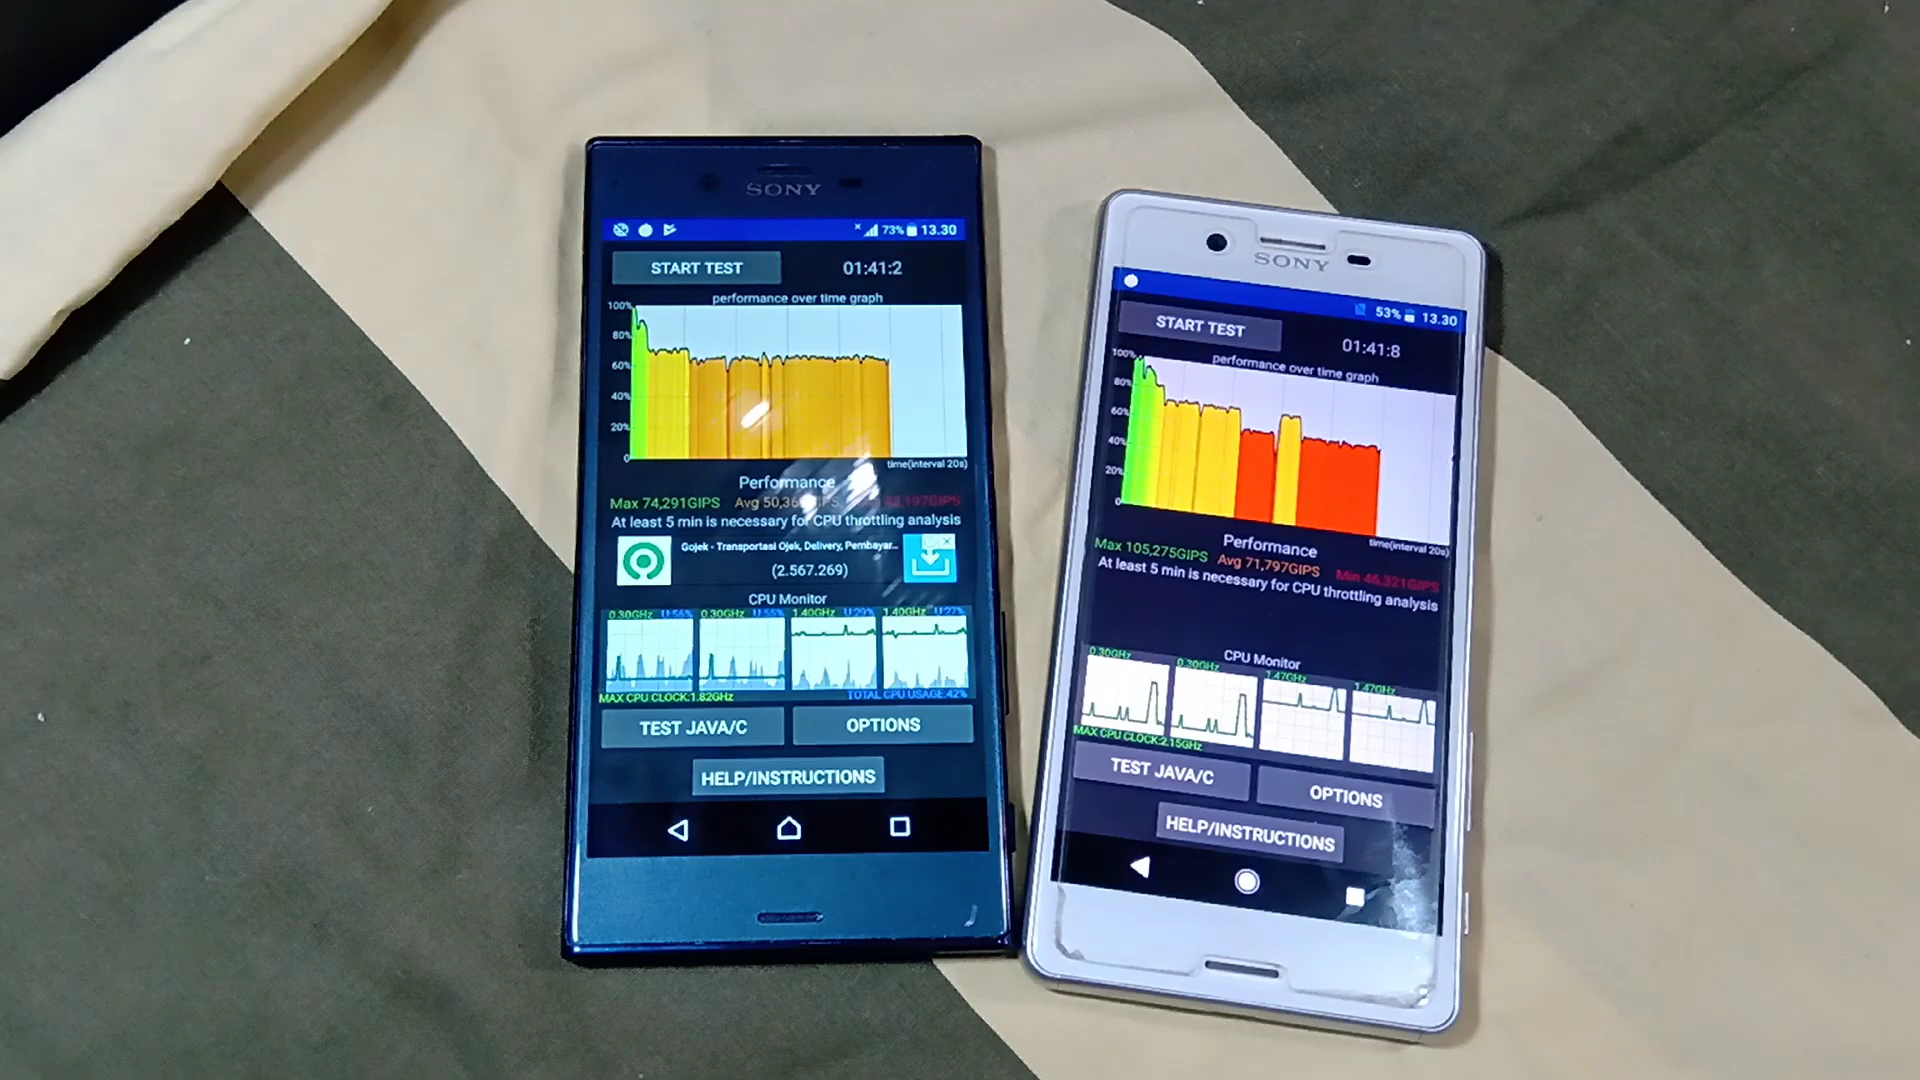 SONY
73% 13.30
START TEST 01:41:2
performance over time graph
100%
80%
60%
40%
20%
0
time(interval 20s)
Performance
Max 74,291GIPS Avg
At least 5 min is necessary for CPU throttling analysis
Gojek - Transportasi Ojek, Delivery, Pembayar...
(2.567.269)
CPU Monitor
0.30GHz U:56% 0.30GHz U:55% 1.40GHz U:29% 1.40GHz U:27%
MAX CPU CLOCK:1.82GHz TOTAL CPU USAGE:42%
TEST JAVA/C OPTIONS
HELP/INSTRUCTIONS
SONY
53% 13.30
START TEST 01:41:8
performance over time graph
100%
80%
60%
40%
20%
0
time(interval 20s)
Performance
Max 105,275GIPS Avg 71,797GIPS Min 46,321GIPS
At least 5 min is necessary for CPU throttling analysis
CPU Monitor
0.30GHz 0.30GHz 1.47GHz 1.47GHz
MAX CPU CLOCK:2.15GHz
TEST JAVA/C OPTIONS
HELP/INSTRUCTIONS